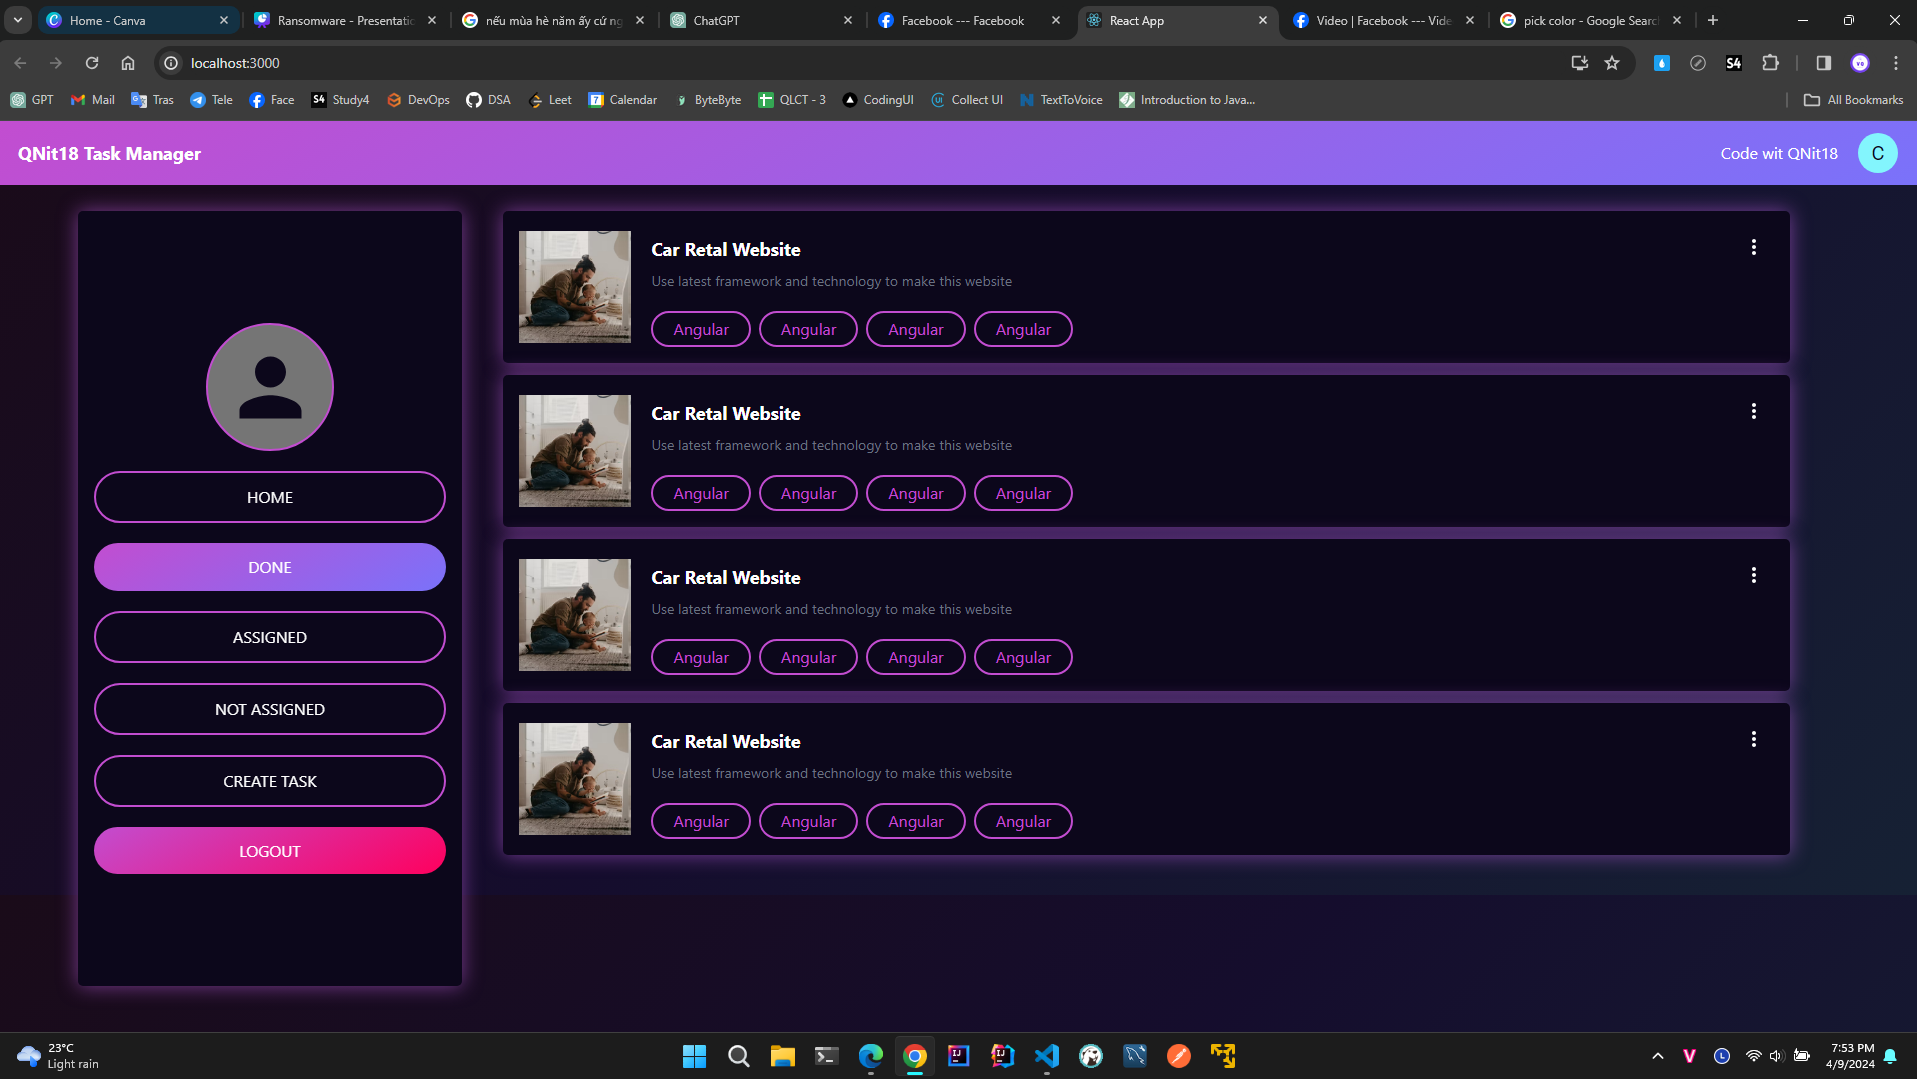 Home - Canva
Ransomware - Presentatic
nếu mùa hè năm ấy cứ ng
ChatGPT
Facebook --- Facebook
React App
Video | Facebook --- Vide
pick color - Google Searc
localhost:3000
GPT
Mail
Tras
Tele
Face
S4 Study4
DevOps
DSA
Leet
7 Calendar
ByteByte
QLCT - 3
CodingUI
Collect UI
TextToVoice
Introduction to Java...
All Bookmarks
QNit18 Task Manager
Code wit QNit18
C
HOME
DONE
ASSIGNED
NOT ASSIGNED
CREATE TASK
LOGOUT
Car Retal Website
Use latest framework and technology to make this website
Angular Angular Angular Angular
Car Retal Website
Use latest framework and technology to make this website
Angular Angular Angular Angular
Car Retal Website
Use latest framework and technology to make this website
Angular Angular Angular Angular
Car Retal Website
Use latest framework and technology to make this website
Angular Angular Angular Angular
23°C
Light rain
7:53 PM
4/9/2024